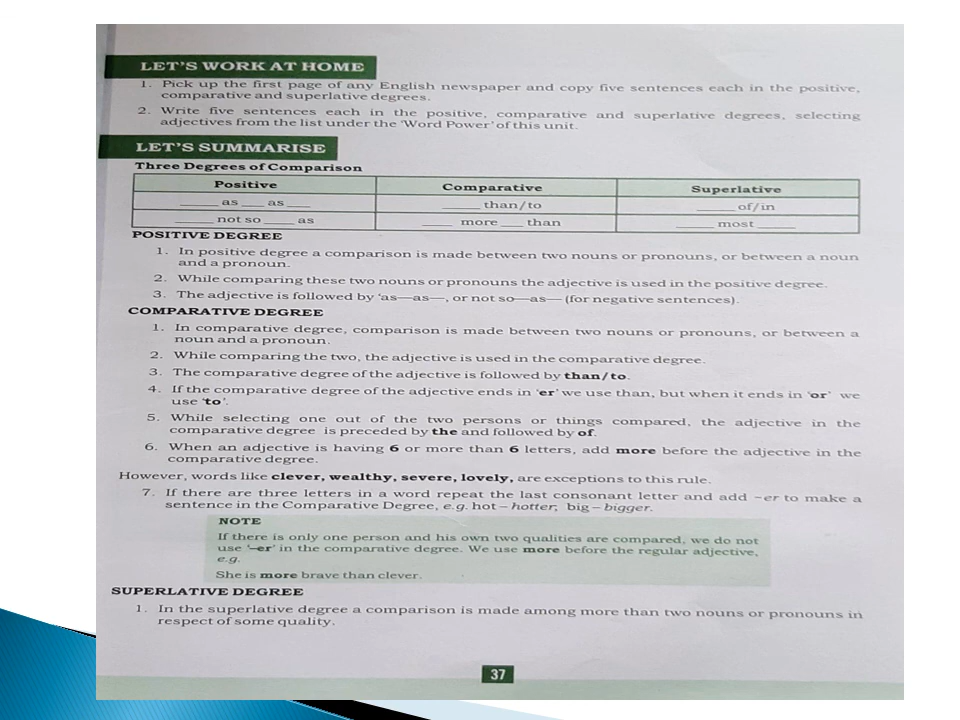 LET'S WORK AT HOME
1. Pick up the first page of any English newspaper and copy five sentences each in the positive,
comparative and superlative degrees.
2. Write five sentences each in the positive, comparative and superlative degrees, selecting
adjectives from the list under the 'Word Power' of this unit.
LET'S SUMMARISE
Three Degrees of Comparison
Positive Comparative Superlative
_____ as ___ as ___ _____ than/to _____ of/in
_____ not so ____ as ____ more ___ than _____ most _____
POSITIVE DEGREE
1. In positive degree a comparison is made between two nouns or pronouns, or between a noun
and a pronoun.
2. While comparing these two nouns or pronouns the adjective is used in the positive degree.
3. The adjective is followed by 'as—as—, or not so—as— (for negative sentences).
COMPARATIVE DEGREE
1. In comparative degree, comparison is made between two nouns or pronouns, or between a
noun and a pronoun.
2. While comparing the two, the adjective is used in the comparative degree.
3. The comparative degree of the adjective is followed by than/to.
4. If the comparative degree of the adjective ends in 'er' we use than, but when it ends in 'or' we
use 'to'.
5. While selecting one out of the two persons or things compared, the adjective in the
comparative degree is preceded by the and followed by of.
6. When an adjective is having 6 or more than 6 letters, add more before the adjective in the
comparative degree.
However, words like clever, wealthy, severe, lovely, are exceptions to this rule.
7. If there are three letters in a word repeat the last consonant letter and add –er to make a
sentence in the Comparative Degree, e.g. hot – hotter; big – bigger.
NOTE
If there is only one person and his own two qualities are compared, we do not
use '–er' in the comparative degree. We use more before the regular adjective,
e.g.
She is more brave than clever.
SUPERLATIVE DEGREE
1. In the superlative degree a comparison is made among more than two nouns or pronouns in
respect of some quality.
37